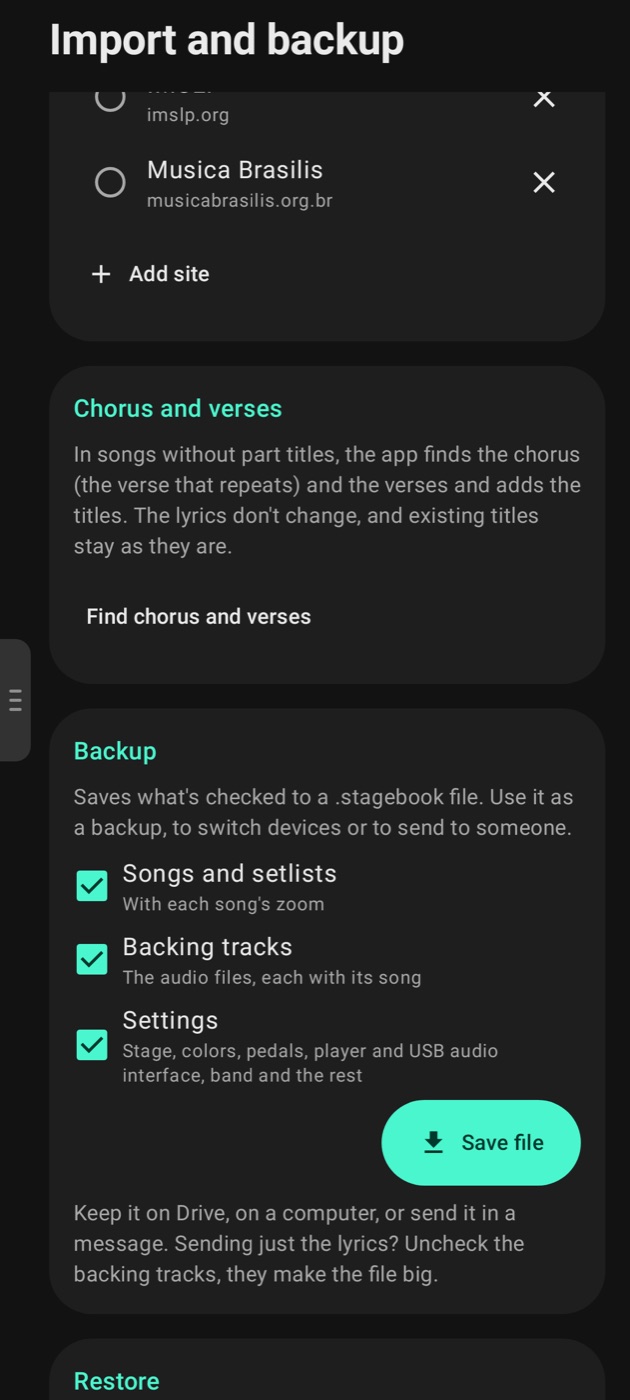 Import and backup
imslp.org
Musica Brasilis
musicabrasilis.org.br
Add site
Chorus and verses
In songs without part titles, the app finds the chorus
(the verse that repeats) and the verses and adds the
titles. The lyrics don't change, and existing titles
stay as they are.
Find chorus and verses
Backup
Saves what's checked to a .stagebook file. Use it as
a backup, to switch devices or to send to someone.
Songs and setlists
With each song's zoom
Backing tracks
The audio files, each with its song
Settings
Stage, colors, pedals, player and USB audio
interface, band and the rest
Save file
Keep it on Drive, on a computer, or send it in a
message. Sending just the lyrics? Uncheck the
backing tracks, they make the file big.
Restore